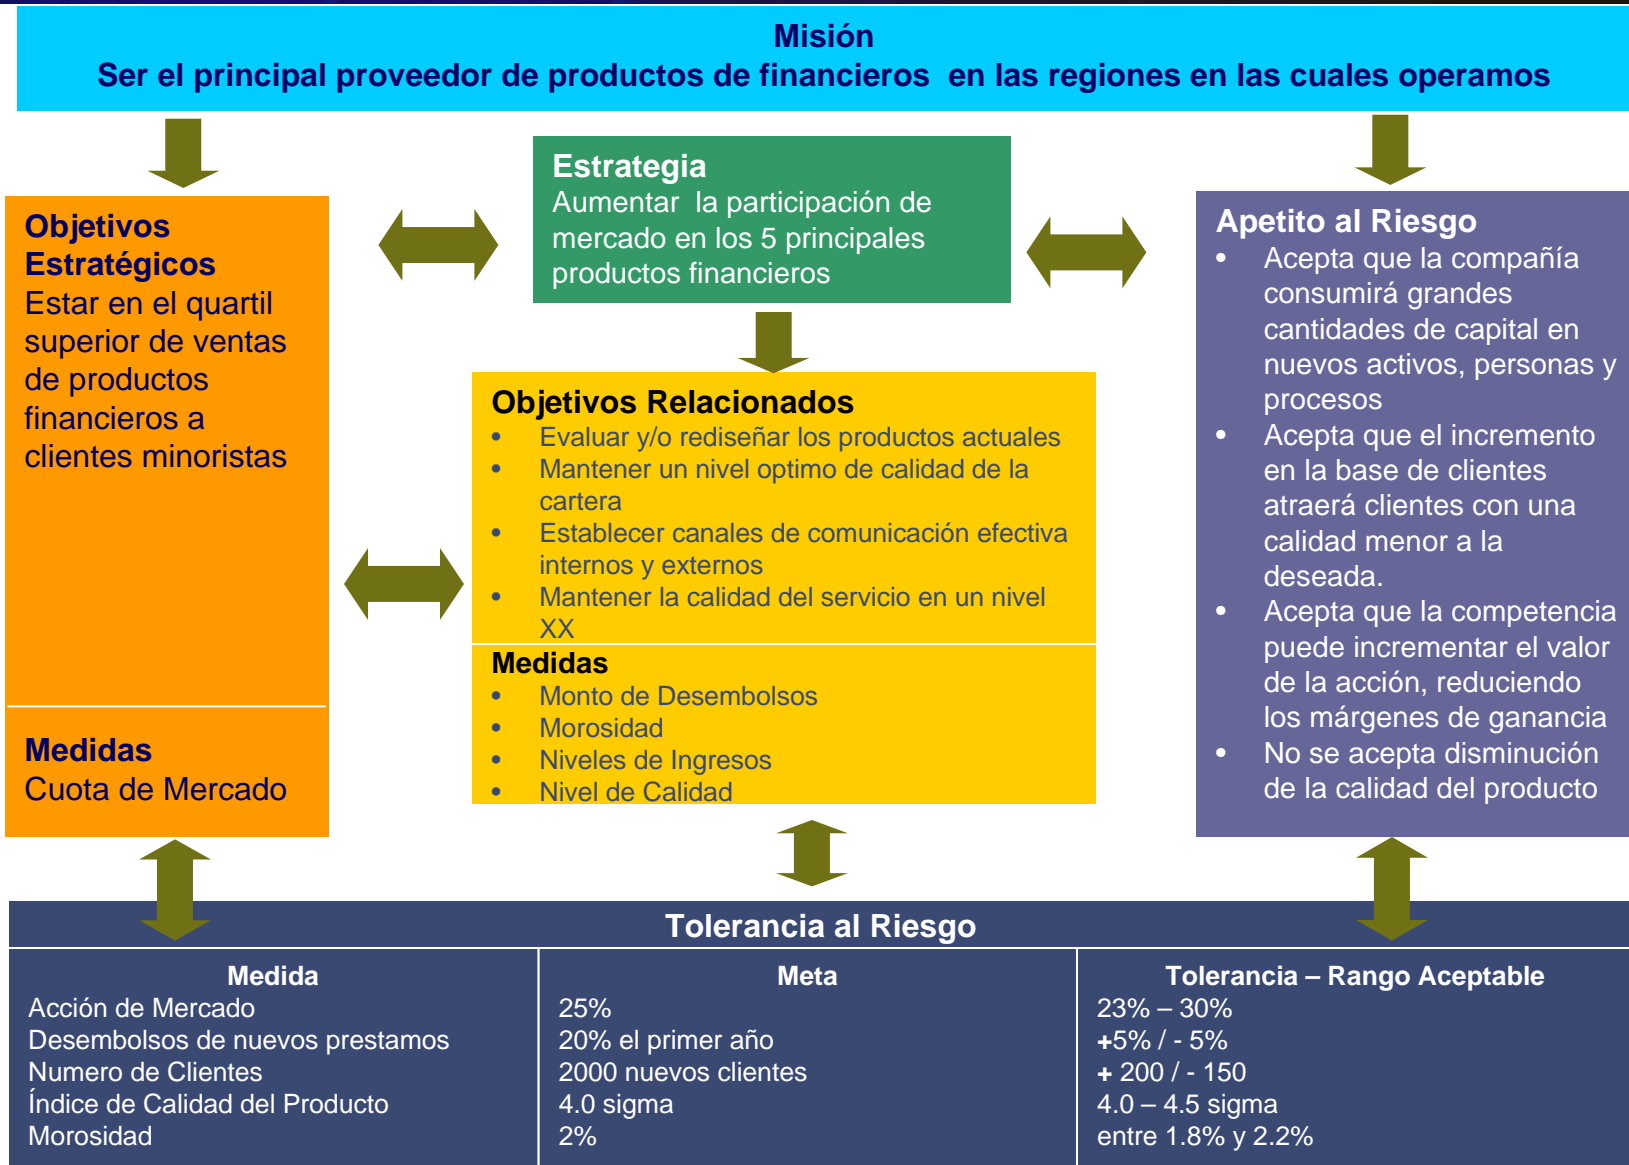 Misión
Ser el principal proveedor de productos de financieros en las regiones en las cuales operamos
Objetivos
Estratégicos
Estar en el quartil
superior de ventas
de productos
financieros a
clientes minoristas
Medidas
Cuota de Mercado
Estrategia
Aumentar la participación de
mercado en los 5 principales
productos financieros
Objetivos Relacionados
• Evaluar y/o rediseñar los productos actuales
• Mantener un nivel optimo de calidad de la
cartera
• Establecer canales de comunicación efectiva
internos y externos
• Mantener la calidad del servicio en un nivel
XX
Medidas
• Monto de Desembolsos
• Morosidad
• Niveles de Ingresos
• Nivel de Calidad
Apetito al Riesgo
• Acepta que la compañía
consumirá grandes
cantidades de capital en
nuevos activos, personas y
procesos
• Acepta que el incremento
en la base de clientes
atraerá clientes con una
calidad menor a la
deseada.
• Acepta que la competencia
puede incrementar el valor
de la acción, reduciendo
los márgenes de ganancia
• No se acepta disminución
de la calidad del producto
Tolerancia al Riesgo
Medida Meta Tolerancia – Rango Aceptable
Acción de Mercado 25% 23% – 30%
Desembolsos de nuevos prestamos 20% el primer año +5% / - 5%
Numero de Clientes 2000 nuevos clientes + 200 / - 150
Índice de Calidad del Producto 4.0 sigma 4.0 – 4.5 sigma
Morosidad 2% entre 1.8% y 2.2%